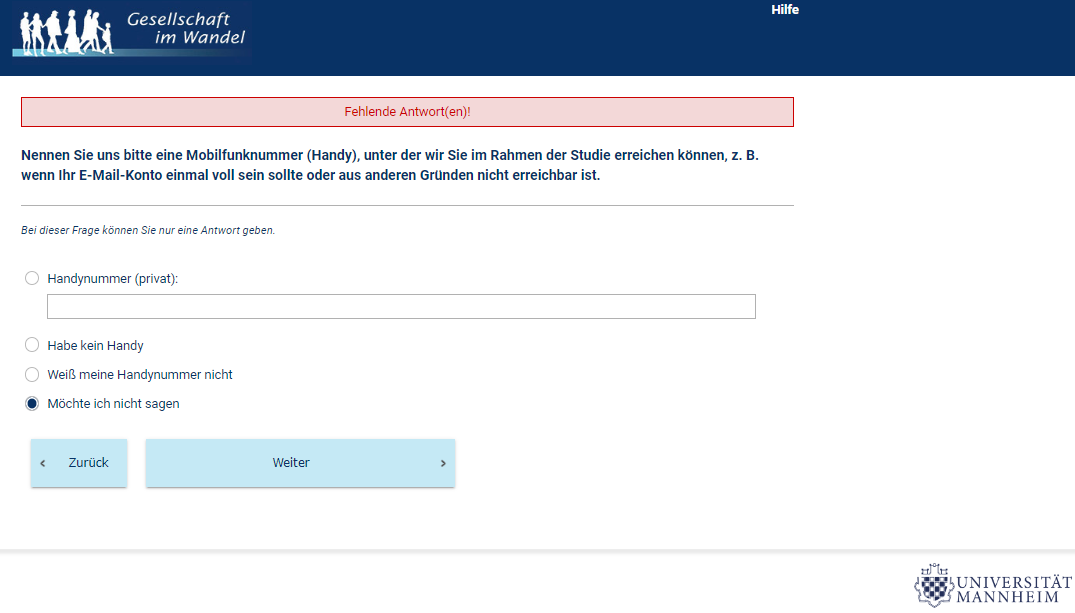 Gesellschaft
im Wandel
Hilfe
Fehlende Antwort(en)!
Nennen Sie uns bitte eine Mobilfunknummer (Handy), unter der wir Sie im Rahmen der Studie erreichen können, z. B.
wenn Ihr E-Mail-Konto einmal voll sein sollte oder aus anderen Gründen nicht erreichbar ist.
Bei dieser Frage können Sie nur eine Antwort geben.
Handynummer (privat):
Habe kein Handy
Weiß meine Handynummer nicht
Möchte ich nicht sagen
‹ Zurück
Weiter ›
UNIVERSITÄT
MANNHEIM